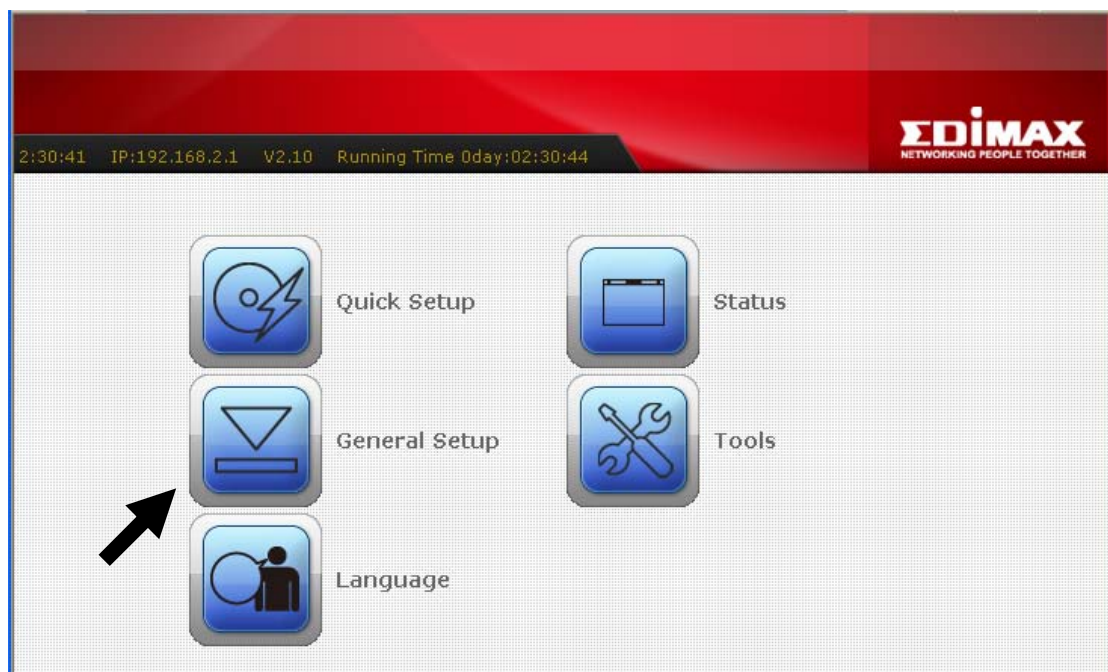 EDIMAX
NETWORKING PEOPLE TOGETHER
2:30:41 IP:192.168.2.1 V2.10 Running Time 0day:02:30:44
Quick Setup
Status
General Setup
Tools
Language